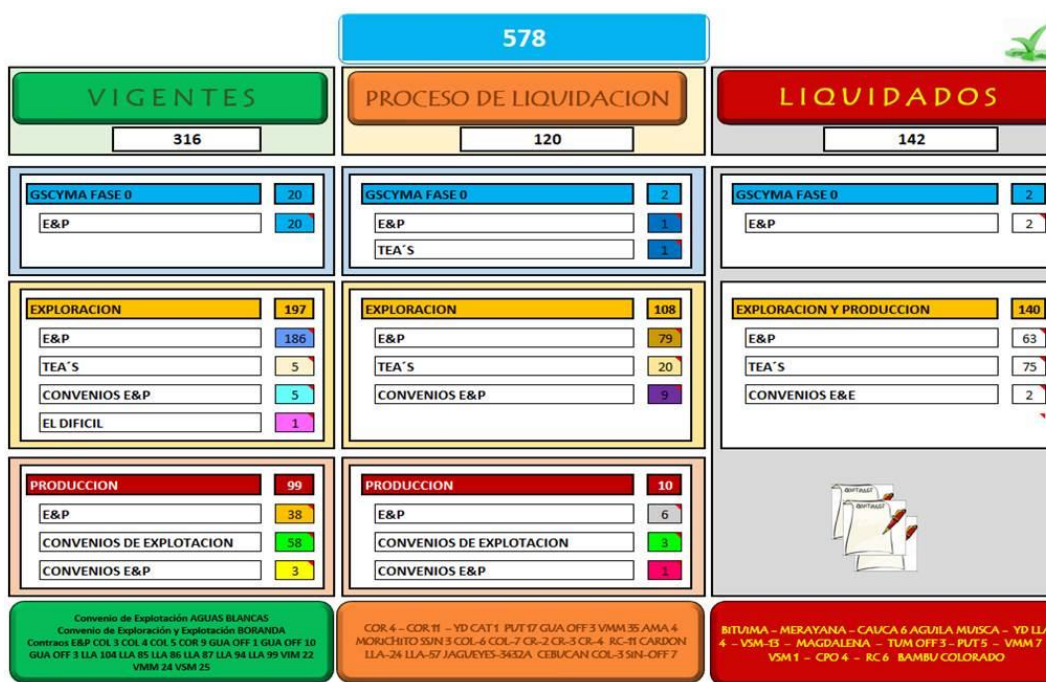 578
VIGENTES
316
GSCYMA FASE 0 20
E&P 20
EXPLORACION 197
E&P 186
TEA´S 5
CONVENIOS E&P 5
EL DIFICIL 1
PRODUCCION 99
E&P 38
CONVENIOS DE EXPLOTACION 58
CONVENIOS E&P 3
Convenio de Explotación AGUAS BLANCAS
Convenio de Exploración y Explotación BORANDA
Contraos E&P COL 3 COL 4 COL 5 COR 9 GUA OFF 1 GUA OFF 10
GUA OFF 3 LLA 104 LLA 85 LLA 86 LLA 87 LLA 94 LLA 99 VIM 22
VMM 24 VSM 25
PROCESO DE LIQUIDACION
120
GSCYMA FASE 0 2
E&P 1
TEA´S 1
EXPLORACION 108
E&P 79
TEA´S 20
CONVENIOS E&P 9
PRODUCCION 10
E&P 6
CONVENIOS DE EXPLOTACION 3
CONVENIOS E&P 1
COR 4 – COR 11 – YD CAT 1 PUT 17 GUA OFF 3 VMM 35 AMA 4
MORICHITO SSJN 3 COL-6 COL-7 CR-2 CR-3 CR-4 RC-11 CARDON
LLA-24 LLA-57 JAGUEYES-3432A CEBUCAN COL-3 SIN-OFF 7
LIQUIDADOS
142
GSCYMA FASE 0 2
E&P 2
EXPLORACION Y PRODUCCION 140
E&P 63
TEA´S 75
CONVENIOS E&E 2
BITUIMA – MERAYANA – CAUCA 6 AGUILA MUISCA – YD LLA
4 – VSM-13 – MAGDALENA – TUM OFF 3 – PUT 5 – VMM 7
VSM 1 – CPO 4 – RC 6 BAMBU COLORADO